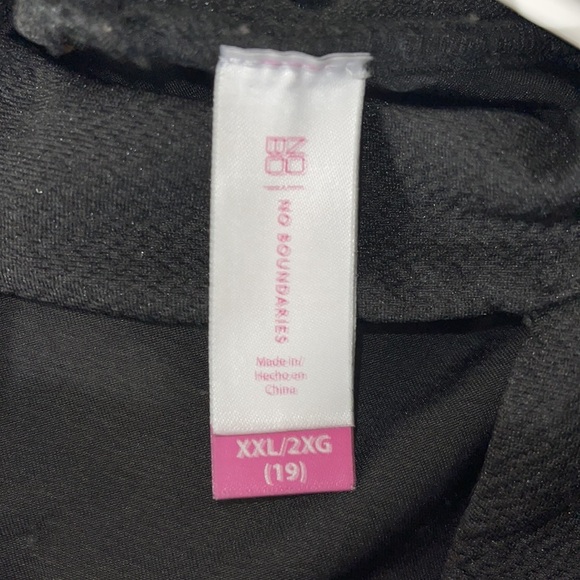 NO
BO
NO BOUNDARIES
Made in/
Hecho en
China
XXL/2XG
(19)